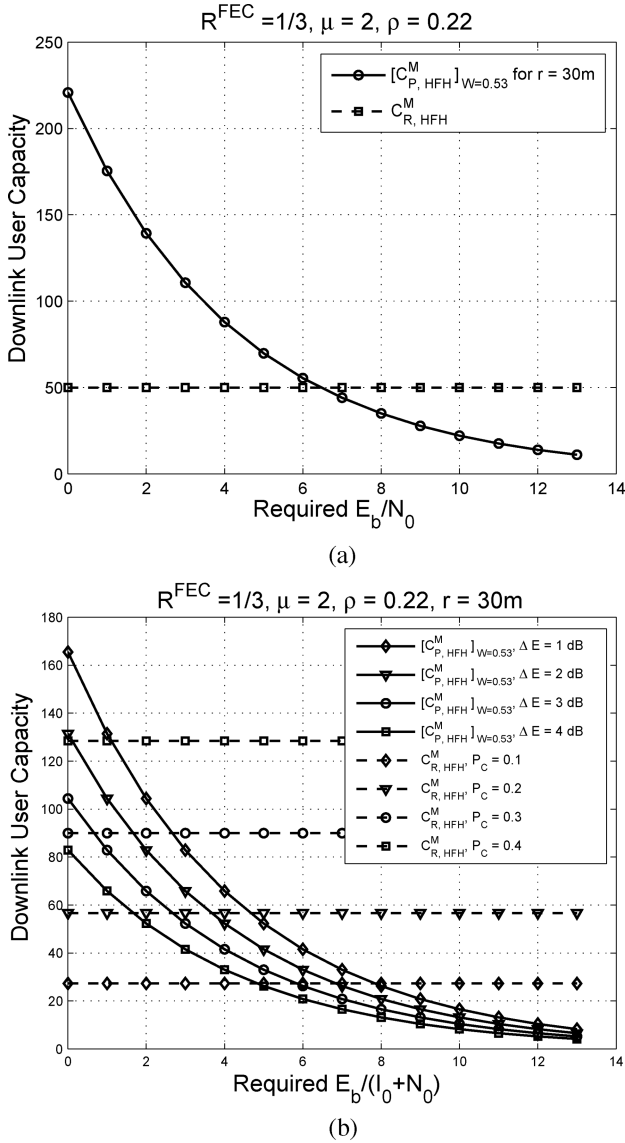 R^FEC =1/3, μ = 2, ρ = 0.22
250
200
150
100
50
0
Downlink User Capacity
[C^M_P, HFH]_W=0.53 for r = 30m
C^M_R, HFH
0 2 4 6 8 10 12 14
Required E_b/N_0
(a)
R^FEC =1/3, μ = 2, ρ = 0.22, r = 30m
180
160
140
120
100
80
60
40
20
0
Downlink User Capacity
[C^M_P, HFH]_W=0.53, Δ E = 1 dB
[C^M_P, HFH]_W=0.53, Δ E = 2 dB
[C^M_P, HFH]_W=0.53, Δ E = 3 dB
[C^M_P, HFH]_W=0.53, Δ E = 4 dB
C^M_R, HFH, P_C = 0.1
C^M_R, HFH, P_C = 0.2
C^M_R, HFH, P_C = 0.3
C^M_R, HFH, P_C = 0.4
0 2 4 6 8 10 12 14
Required E_b/(I_0+N_0)
(b)